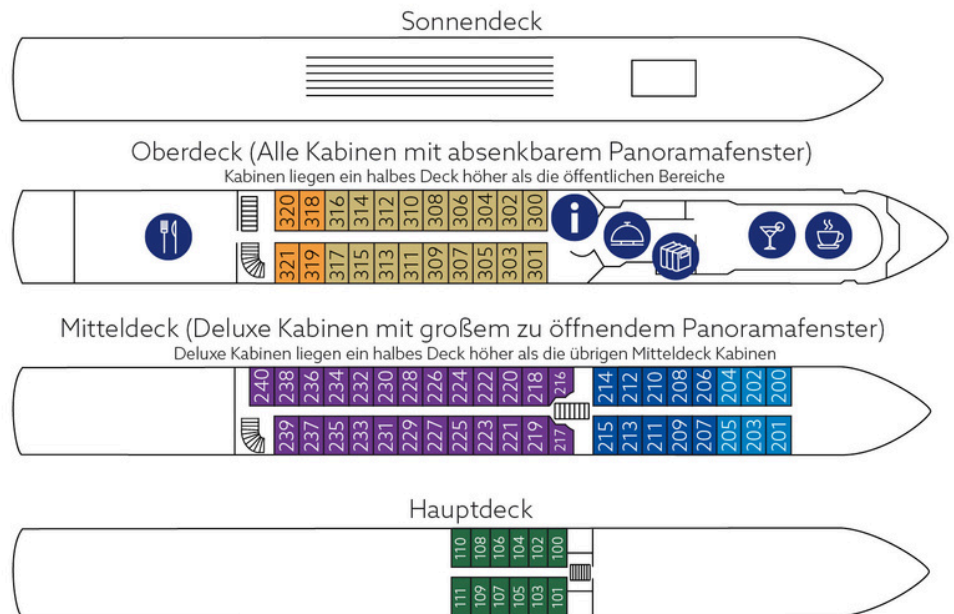 Sonnendeck
Oberdeck (Alle Kabinen mit absenkbarem Panoramafenster)
Kabinen liegen ein halbes Deck höher als die öffentlichen Bereiche
320 318 316 314 312 310 308 306 304 302 300
i
321 319 317 315 313 311 309 307 305 303 301
Mitteldeck (Deluxe Kabinen mit großem zu öffnendem Panoramafenster)
Deluxe Kabinen liegen ein halbes Deck höher als die übrigen Mitteldeck Kabinen
240 238 236 234 232 230 228 226 224 222 220 218 216 214 212 210 208 206 204 202 200
239 237 235 233 231 229 227 225 223 221 219 217 215 213 211 209 207 205 203 201
Hauptdeck
110 108 106 104 102 100
111 109 107 105 103 101